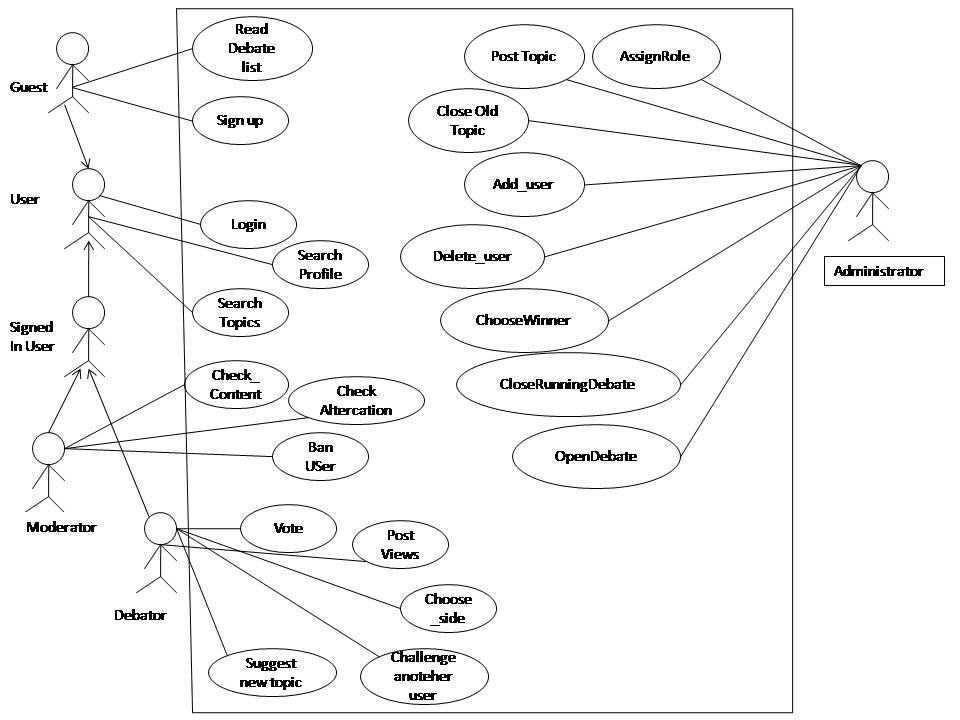 Read
Debate
list
Post Topic
AssignRole
Guest
Sign up
Close Old
Topic
User
Add_user
Login
Search
Profile
Delete_user
Administrator
Search
Topics
ChooseWinner
Signed
In User
Check_
Content
Check
Altercation
CloseRunningDebate
Ban
USer
OpenDebate
Moderator
Vote
Post
Views
Debator
Choose
_side
Suggest
new topic
Challenge
anoteher
user